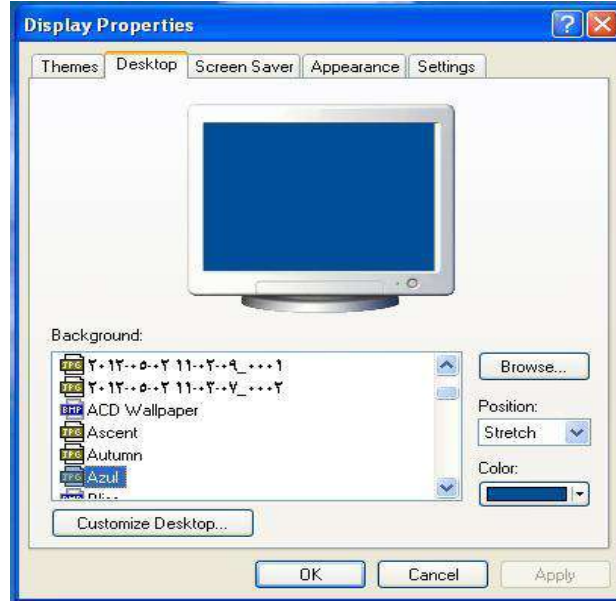 Display Properties
Themes Desktop Screen Saver Appearance Settings
Background:
٢٠١٢-٠٥-٠٢ ١١-٠٢-٠٩_٠٠٠١
٢٠١٢-٠٥-٠٢ ١١-٠٢-٠٧_٠٠٠٢
BMP ACD Wallpaper
Ascent
Autumn
Azul
Browse...
Position:
Stretch
Color:
Customize Desktop...
OK Cancel Apply